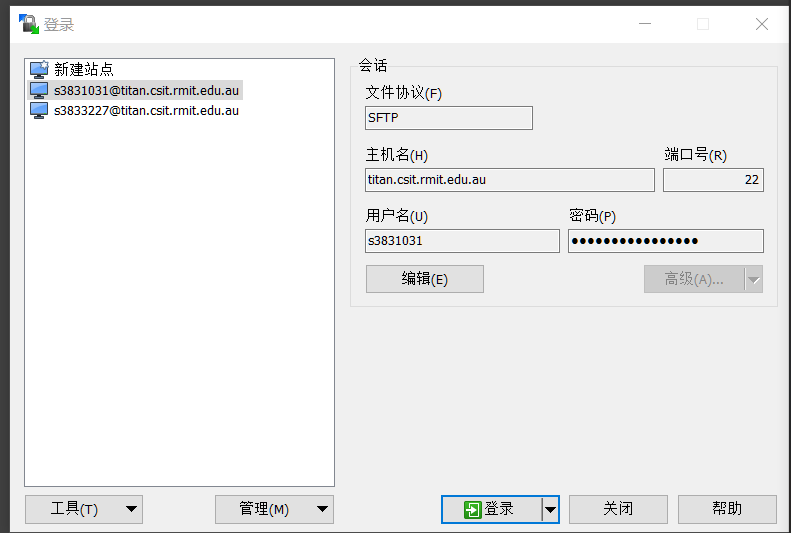 登录
新建站点
s3831031@titan.csit.rmit.edu.au
s3833227@titan.csit.rmit.edu.au
会话
文件协议(F)
SFTP
主机名(H) 端口号(R)
titan.csit.rmit.edu.au 22
用户名(U) 密码(P)
s3831031 ••••••••••••••••
编辑(E) 高级(A)...
工具(T) 管理(M) 登录 关闭 帮助